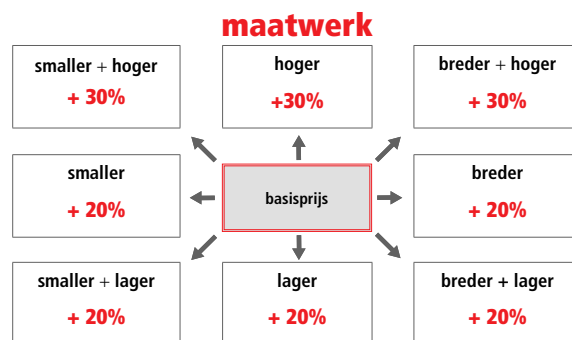 maatwerk
smaller + hoger
+ 30%
hoger
+30%
breder + hoger
+ 30%
smaller
+ 20%
basisprijs
breder
+ 20%
smaller + lager
+ 20%
lager
+ 20%
breder + lager
+ 20%